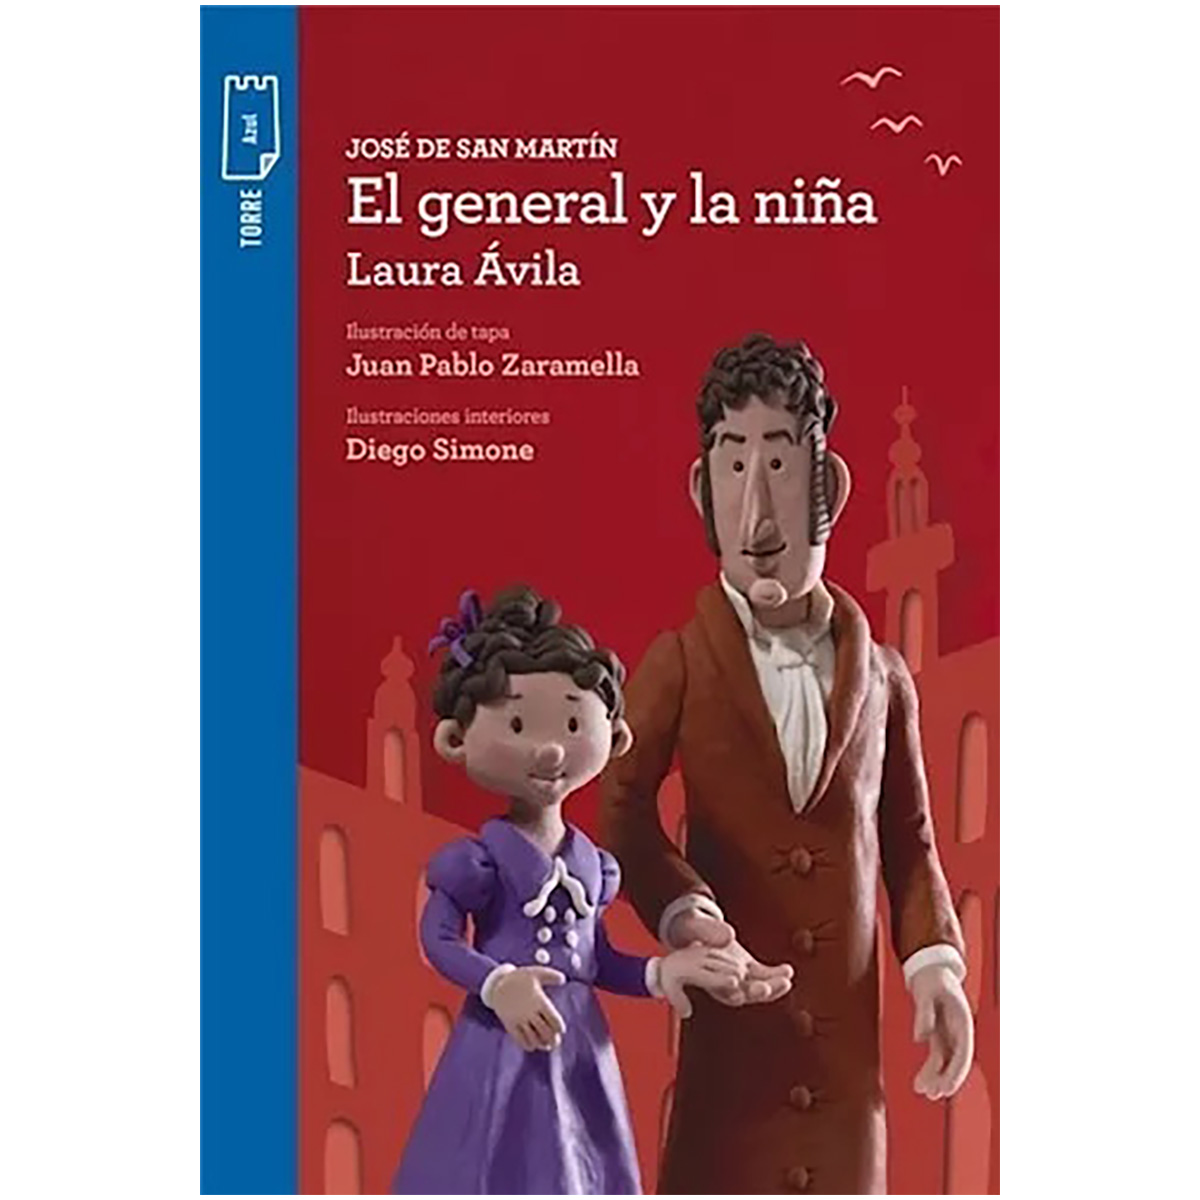 Azul
TORRE
JOSÉ DE SAN MARTÍN
El general y la niña
Laura Ávila
Ilustración de tapa
Juan Pablo Zaramella
Ilustraciones interiores
Diego Simone